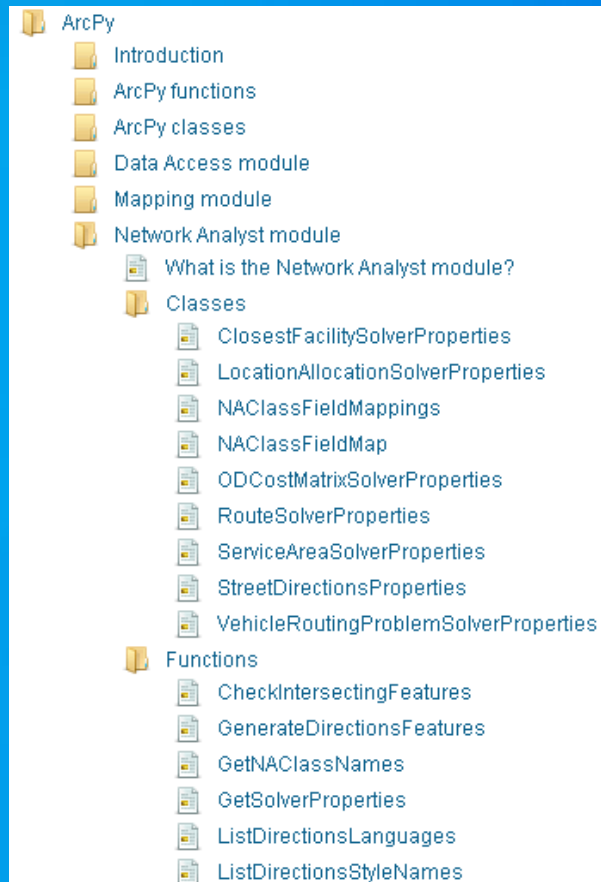 ArcPy
Introduction
ArcPy functions
ArcPy classes
Data Access module
Mapping module
Network Analyst module
What is the Network Analyst module?
Classes
ClosestFacilitySolverProperties
LocationAllocationSolverProperties
NAClassFieldMappings
NAClassFieldMap
ODCostMatrixSolverProperties
RouteSolverProperties
ServiceAreaSolverProperties
StreetDirectionsProperties
VehicleRoutingProblemSolverProperties
Functions
CheckIntersectingFeatures
GenerateDirectionsFeatures
GetNAClassNames
GetSolverProperties
ListDirectionsLanguages
ListDirectionsStyleNames